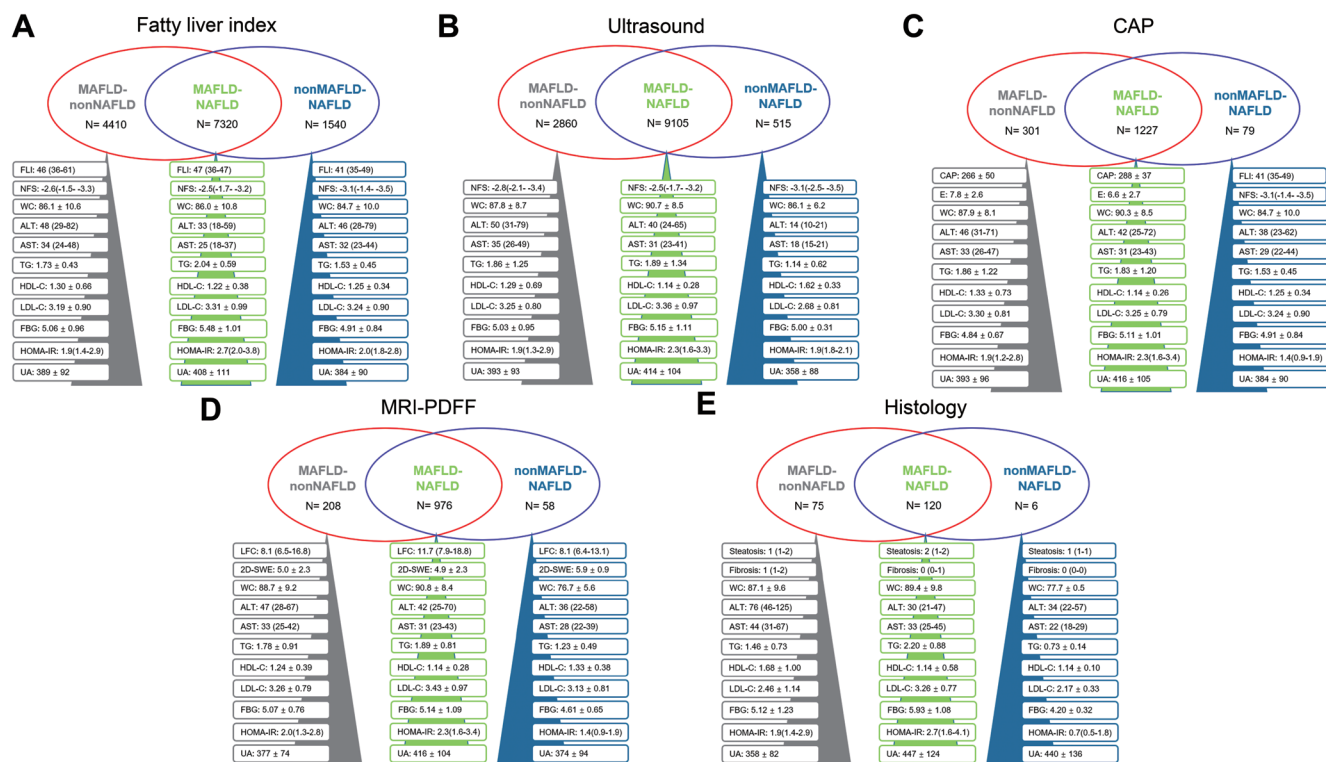 A
Fatty liver index
MAFLD-
nonNAFLD
N= 4410
MAFLD-
NAFLD
N= 7320
nonMAFLD-
NAFLD
N= 1540
FLI: 46 (36-61)
NFS: -2.6(-1.5- -3.3)
WC: 86.1 ± 10.6
ALT: 48 (29-82)
AST: 34 (24-48)
TG: 1.73 ± 0.43
HDL-C: 1.30 ± 0.66
LDL-C: 3.19 ± 0.90
FBG: 5.06 ± 0.96
HOMA-IR: 1.9(1.4-2.9)
UA: 389 ± 92
FLI: 47 (36-47)
NFS: -2.5(-1.7- -3.2)
WC: 86.0 ± 10.8
ALT: 33 (18-59)
AST: 25 (18-37)
TG: 2.04 ± 0.59
HDL-C: 1.22 ± 0.38
LDL-C: 3.31 ± 0.99
FBG: 5.48 ± 1.01
HOMA-IR: 2.7(2.0-3.8)
UA: 408 ± 111
FLI: 41 (35-49)
NFS: -3.1(-1.4- -3.5)
WC: 84.7 ± 10.0
ALT: 46 (28-79)
AST: 32 (23-44)
TG: 1.53 ± 0.45
HDL-C: 1.25 ± 0.34
LDL-C: 3.24 ± 0.90
FBG: 4.91 ± 0.84
HOMA-IR: 2.0(1.8-2.8)
UA: 384 ± 90
B
Ultrasound
MAFLD-
nonNAFLD
N= 2860
MAFLD-
NAFLD
N= 9105
nonMAFLD-
NAFLD
N= 515
NFS: -2.8(-2.1- -3.4)
WC: 87.8 ± 8.7
ALT: 50 (31-79)
AST: 35 (26-49)
TG: 1.86 ± 1.25
HDL-C: 1.29 ± 0.69
LDL-C: 3.25 ± 0.80
FBG: 5.03 ± 0.95
HOMA-IR: 1.9(1.3-2.9)
UA: 393 ± 93
NFS: -2.5(-1.7- -3.2)
WC: 90.7 ± 8.5
ALT: 40 (24-65)
AST: 31 (23-41)
TG: 1.89 ± 1.34
HDL-C: 1.14 ± 0.28
LDL-C: 3.36 ± 0.97
FBG: 5.15 ± 1.11
HOMA-IR: 2.3(1.6-3.3)
UA: 414 ± 104
NFS: -3.1(-2.5- -3.5)
WC: 86.1 ± 6.2
ALT: 14 (10-21)
AST: 18 (15-21)
TG: 1.14 ± 0.62
HDL-C: 1.62 ± 0.33
LDL-C: 2.68 ± 0.81
FBG: 5.00 ± 0.31
HOMA-IR: 1.9(1.8-2.1)
UA: 358 ± 88
C
CAP
MAFLD-
nonNAFLD
N= 301
MAFLD-
NAFLD
N= 1227
nonMAFLD-
NAFLD
N= 79
CAP: 266 ± 50
E: 7.8 ± 2.6
WC: 87.9 ± 8.1
ALT: 46 (31-71)
AST: 33 (26-47)
TG: 1.86 ± 1.22
HDL-C: 1.33 ± 0.73
LDL-C: 3.30 ± 0.81
FBG: 4.84 ± 0.67
HOMA-IR: 1.9(1.2-2.8)
UA: 393 ± 96
CAP: 288 ± 37
E: 6.6 ± 2.7
WC: 90.3 ± 8.5
ALT: 42 (25-72)
AST: 31 (23-43)
TG: 1.83 ± 1.20
HDL-C: 1.14 ± 0.26
LDL-C: 3.25 ± 0.79
FBG: 5.11 ± 1.01
HOMA-IR: 2.3(1.6-3.4)
UA: 416 ± 105
FLI: 41 (35-49)
NFS: -3.1(-1.4- -3.5)
WC: 84.7 ± 10.0
ALT: 38 (23-62)
AST: 29 (22-44)
TG: 1.53 ± 0.45
HDL-C: 1.25 ± 0.34
LDL-C: 3.24 ± 0.90
FBG: 4.91 ± 0.84
HOMA-IR: 1.4(0.9-1.9)
UA: 384 ± 90
D
MRI-PDFF
MAFLD-
nonNAFLD
N= 208
MAFLD-
NAFLD
N= 976
nonMAFLD-
NAFLD
N= 58
LFC: 8.1 (6.5-16.8)
2D-SWE: 5.0 ± 2.3
WC: 88.7 ± 9.2
ALT: 47 (28-67)
AST: 33 (25-42)
TG: 1.78 ± 0.91
HDL-C: 1.24 ± 0.39
LDL-C: 3.26 ± 0.79
FBG: 5.07 ± 0.76
HOMA-IR: 2.0(1.3-2.8)
UA: 377 ± 74
LFC: 11.7 (7.9-18.8)
2D-SWE: 4.9 ± 2.3
WC: 90.8 ± 8.4
ALT: 42 (25-70)
AST: 31 (23-43)
TG: 1.89 ± 0.81
HDL-C: 1.14 ± 0.28
LDL-C: 3.43 ± 0.97
FBG: 5.14 ± 1.09
HOMA-IR: 2.3(1.6-3.4)
UA: 416 ± 104
LFC: 8.1 (6.4-13.1)
2D-SWE: 5.9 ± 0.9
WC: 76.7 ± 5.6
ALT: 36 (22-58)
AST: 28 (22-39)
TG: 1.23 ± 0.49
HDL-C: 1.33 ± 0.38
LDL-C: 3.13 ± 0.81
FBG: 4.61 ± 0.65
HOMA-IR: 1.4(0.9-1.9)
UA: 374 ± 94
E
Histology
MAFLD-
nonNAFLD
N= 75
MAFLD-
NAFLD
N= 120
nonMAFLD-
NAFLD
N= 6
Steatosis: 1 (1-2)
Fibrosis: 1 (1-2)
WC: 87.1 ± 9.6
ALT: 76 (46-125)
AST: 44 (31-67)
TG: 1.46 ± 0.73
HDL-C: 1.68 ± 1.00
LDL-C: 2.46 ± 1.14
FBG: 5.12 ± 1.23
HOMA-IR: 1.9(1.4-2.9)
UA: 358 ± 82
Steatosis: 2 (1-2)
Fibrosis: 0 (0-1)
WC: 89.4 ± 9.8
ALT: 30 (21-47)
AST: 33 (25-45)
TG: 2.20 ± 0.88
HDL-C: 1.14 ± 0.58
LDL-C: 3.26 ± 0.77
FBG: 5.93 ± 1.08
HOMA-IR: 2.7(1.6-4.1)
UA: 447 ± 124
Steatosis: 1 (1-1)
Fibrosis: 0 (0-0)
WC: 77.7 ± 0.5
ALT: 34 (22-57)
AST: 22 (18-29)
TG: 0.73 ± 0.14
HDL-C: 1.14 ± 0.10
LDL-C: 2.17 ± 0.33
FBG: 4.20 ± 0.32
HOMA-IR: 0.7(0.5-1.8)
UA: 440 ± 136